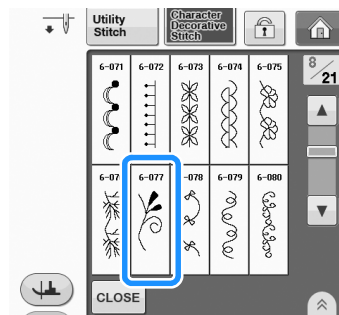 Utility
Stitch
Character
Decorative
Stitch
8/21
6-071 6-072 6-073 6-074 6-075
6-07 6-077 -078 6-079 6-080
CLOSE